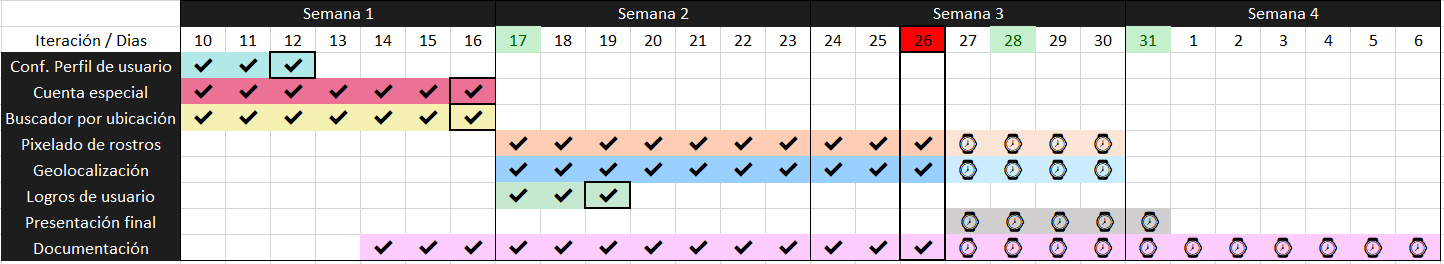 Semana 1 Semana 2 Semana 3 Semana 4
Iteración / Dias 10 11 12 13 14 15 16 17 18 19 20 21 22 23 24 25 26 27 28 29 30 31 1 2 3 4 5 6
Conf. Perfil de usuario
Cuenta especial
Buscador por ubicación
Pixelado de rostros
Geolocalización
Logros de usuario
Presentación final
Documentación